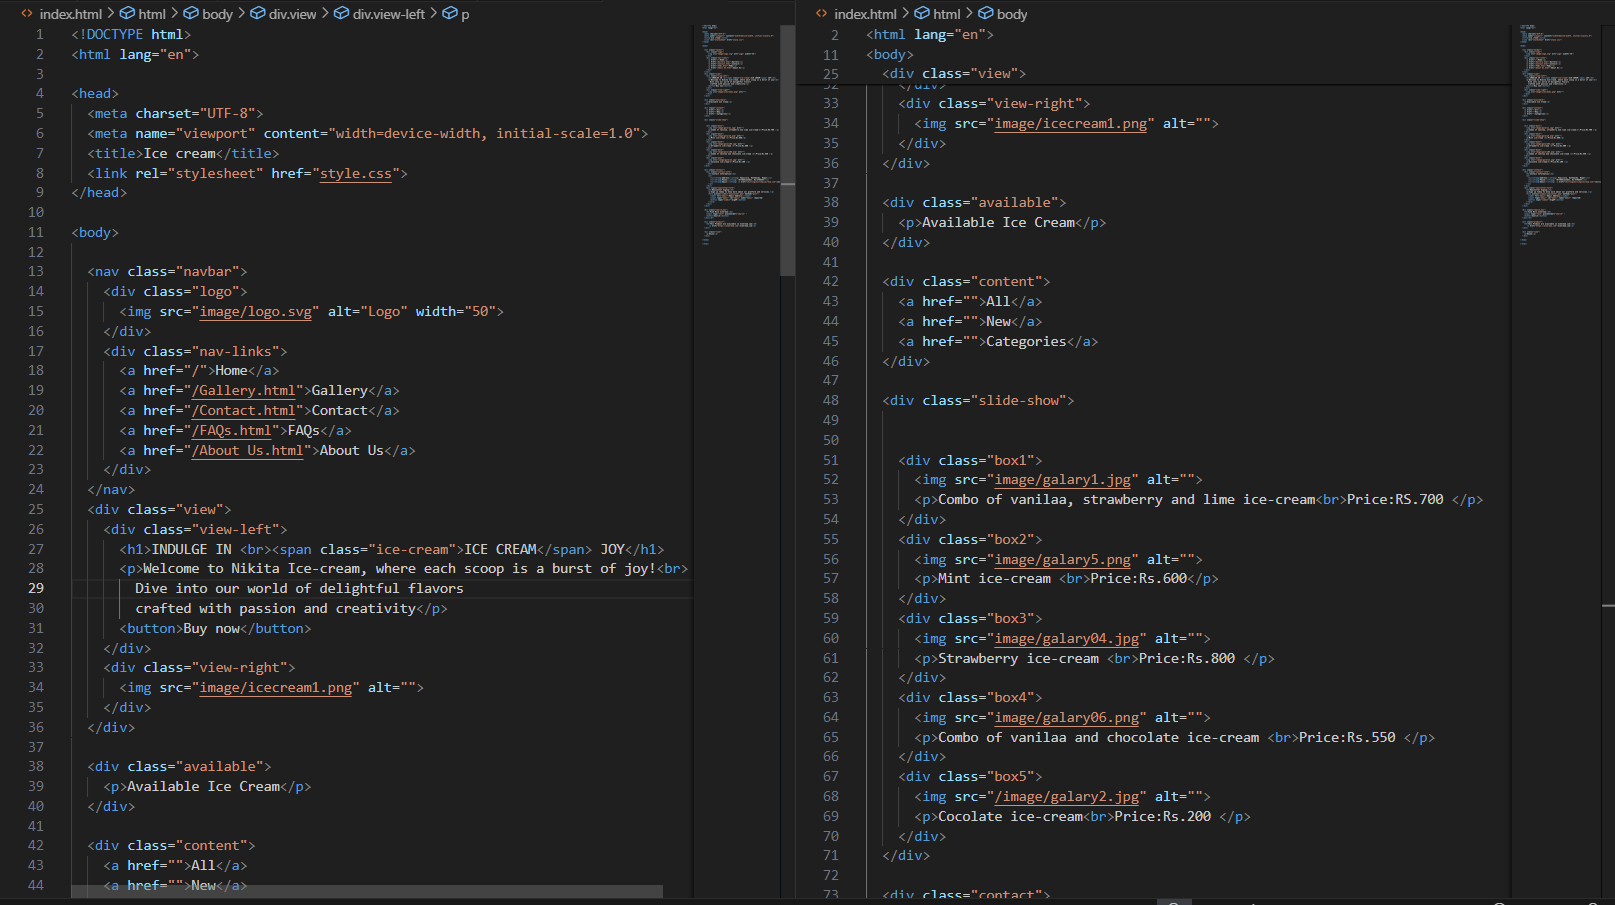 index.html > html > body > div.view > div.view-left > p
1 <!DOCTYPE html>
2 <html lang="en">
3
4 <head>
5 <meta charset="UTF-8">
6 <meta name="viewport" content="width=device-width, initial-scale=1.0">
7 <title>Ice cream</title>
8 <link rel="stylesheet" href="style.css">
9 </head>
10
11 <body>
12
13 <nav class="navbar">
14 <div class="logo">
15 <img src="image/logo.svg" alt="Logo" width="50">
16 </div>
17 <div class="nav-links">
18 <a href="/">Home</a>
19 <a href="/Gallery.html">Gallery</a>
20 <a href="/Contact.html">Contact</a>
21 <a href="/FAQs.html">FAQs</a>
22 <a href="/About Us.html">About Us</a>
23 </div>
24 </nav>
25 <div class="view">
26 <div class="view-left">
27 <h1>INDULGE IN <br><span class="ice-cream">ICE CREAM</span> JOY</h1>
28 <p>Welcome to Nikita Ice-cream, where each scoop is a burst of joy!<br>
29 Dive into our world of delightful flavors
30 crafted with passion and creativity</p>
31 <button>Buy now</button>
32 </div>
33 <div class="view-right">
34 <img src="image/icecream1.png" alt="">
35 </div>
36 </div>
37
38 <div class="available">
39 <p>Available Ice Cream</p>
40 </div>
41
42 <div class="content">
43 <a href="">All</a>
44 <a href="">New</a>
index.html > html > body
2 <html lang="en">
11 <body>
25 <div class="view">
32 </div>
33 <div class="view-right">
34 <img src="image/icecream1.png" alt="">
35 </div>
36 </div>
37
38 <div class="available">
39 <p>Available Ice Cream</p>
40 </div>
41
42 <div class="content">
43 <a href="">All</a>
44 <a href="">New</a>
45 <a href="">Categories</a>
46 </div>
47
48 <div class="slide-show">
49
50
51 <div class="box1">
52 <img src="image/galary1.jpg" alt="">
53 <p>Combo of vanilaa, strawberry and lime ice-cream<br>Price:RS.700 </p>
54 </div>
55 <div class="box2">
56 <img src="image/galary5.png" alt="">
57 <p>Mint ice-cream <br>Price:Rs.600</p>
58 </div>
59 <div class="box3">
60 <img src="image/galary04.jpg" alt="">
61 <p>Strawberry ice-cream <br>Price:Rs.800 </p>
62 </div>
63 <div class="box4">
64 <img src="image/galary06.png" alt="">
65 <p>Combo of vanilaa and chocolate ice-cream <br>Price:Rs.550 </p>
66 </div>
67 <div class="box5">
68 <img src="/image/galary2.jpg" alt="">
69 <p>Cocolate ice-cream<br>Price:Rs.200 </p>
70 </div>
71 </div>
72
73 <div class="contact">